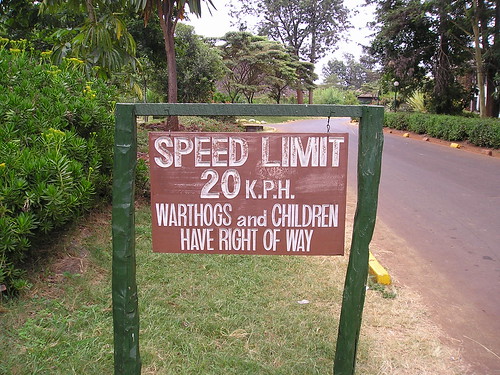 SPEED LIMIT
20 K.P.H.
WARTHOGS and CHILDREN
HAVE RIGHT OF WAY